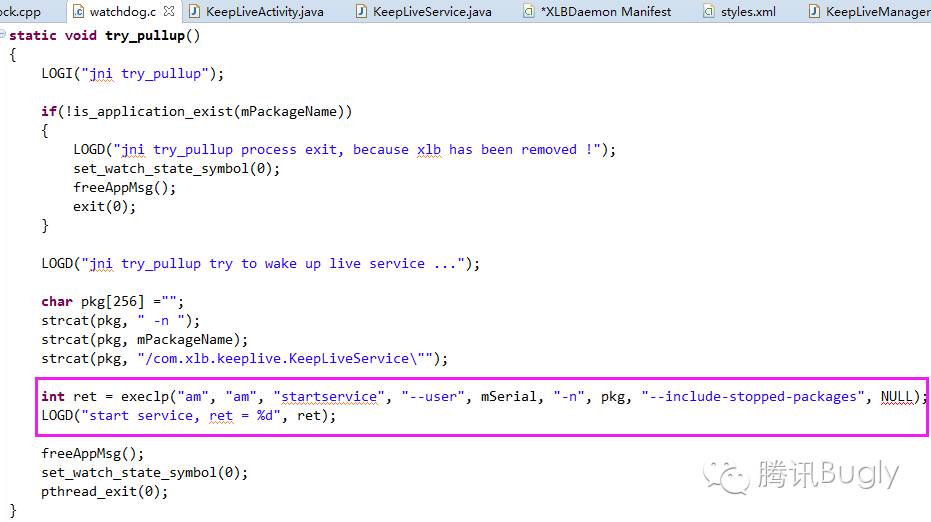 ock.cpp watchdog.c KeepLiveActivity.java KeepLiveService.java *XLBDaemon Manifest styles.xml KeepLiveManager
static void try_pullup()
{
    LOGI("jni try_pullup");

    if(!is_application_exist(mPackageName))
    {
        LOGD("jni try_pullup process exit, because xlb has been removed !");
        set_watch_state_symbol(0);
        freeAppMsg();
        exit(0);
    }

    LOGD("jni try_pullup try to wake up live service ...");

    char pkg[256] ="";
    strcat(pkg, " -n ");
    strcat(pkg, mPackageName);
    strcat(pkg, "/com.xlb.keeplive.KeepLiveService\"");

    int ret = execlp("am", "am", "startservice", "--user", mSerial, "-n", pkg, "--include-stopped-packages", NULL);
    LOGD("start service, ret = %d", ret);

    freeAppMsg();
    set_watch_state_symbol(0);
    pthread_exit(0);
}
腾讯Bugly